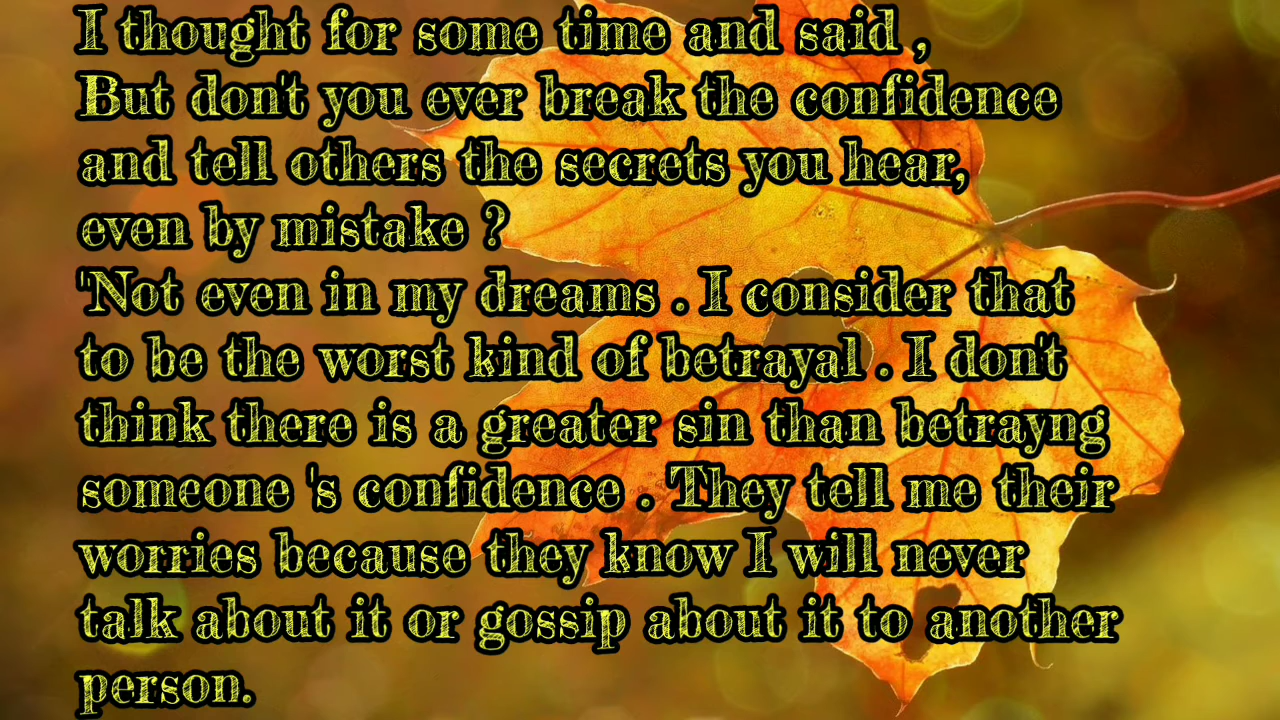 I thought for some time and said ,
But don't you ever break the confidence
and tell others the secrets you hear,
even by mistake ?
'Not even in my dreams . I consider that
to be the worst kind of betrayal . I don't
think there is a greater sin than betrayng
someone 's confidence . They tell me their
worries because they know I will never
talk about it or gossip about it to another
person.